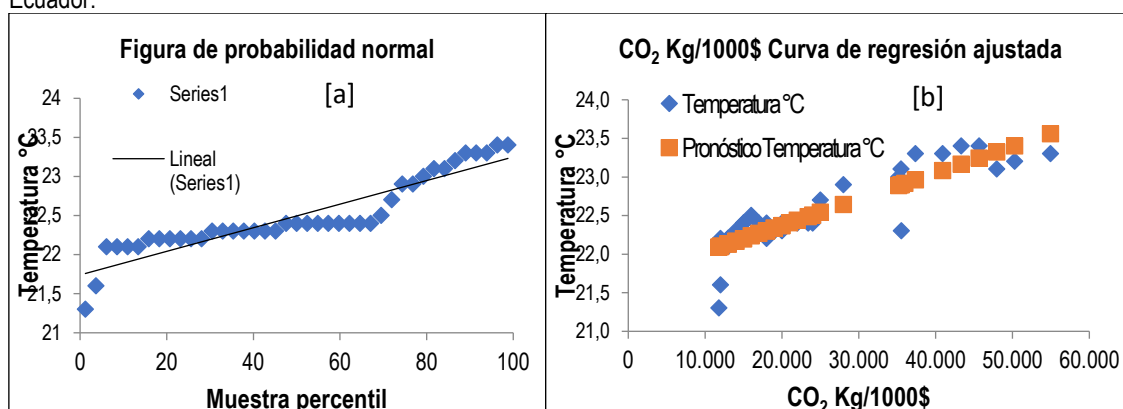 Ecuador.
Figura de probabilidad normal
Series1
[a]
Lineal
(Series1)
Temperatura °C
24
23,5
23
22,5
22
21,5
21
0
20
40
60
80
100
Muestra percentil
CO₂ Kg/1000$ Curva de regresión ajustada
Temperatura °C
[b]
Pronóstico Temperatura °C
Temperatura °C
24,0
23,5
23,0
22,5
22,0
21,5
21,0
0
10.000
20.000
30.000
40.000
50.000
60.000
CO₂ Kg/1000$